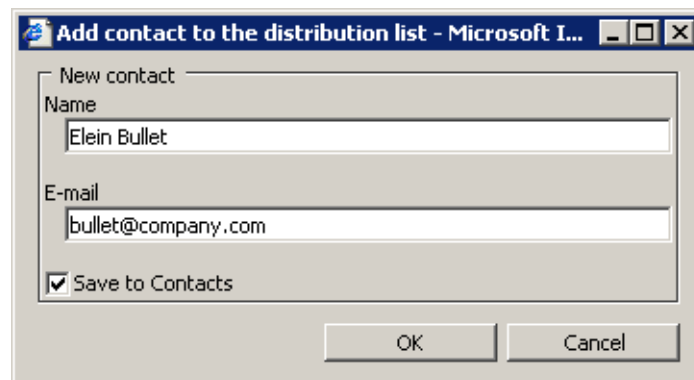 Add contact to the distribution list - Microsoft I...
New contact
Name
Elein Bullet
E-mail
bullet@company.com
Save to Contacts
OK Cancel